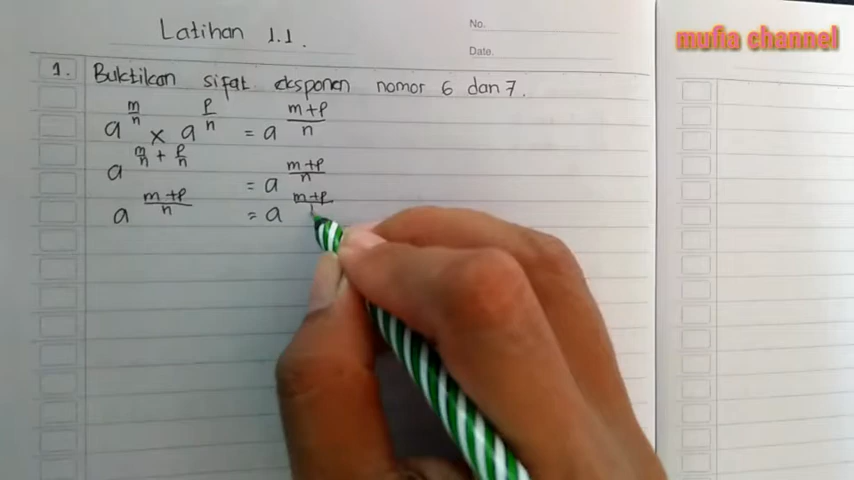 Latihan 1.1.
No.
Date.
mufia channel
1. Buktikan sifat eksponen nomor 6 dan 7.
a^(m/n) × a^(p/n) = a^((m+p)/n)
a^(m/n + p/n) = a^((m+p)/n)
a^((m+p)/n) = a^((m+p)/